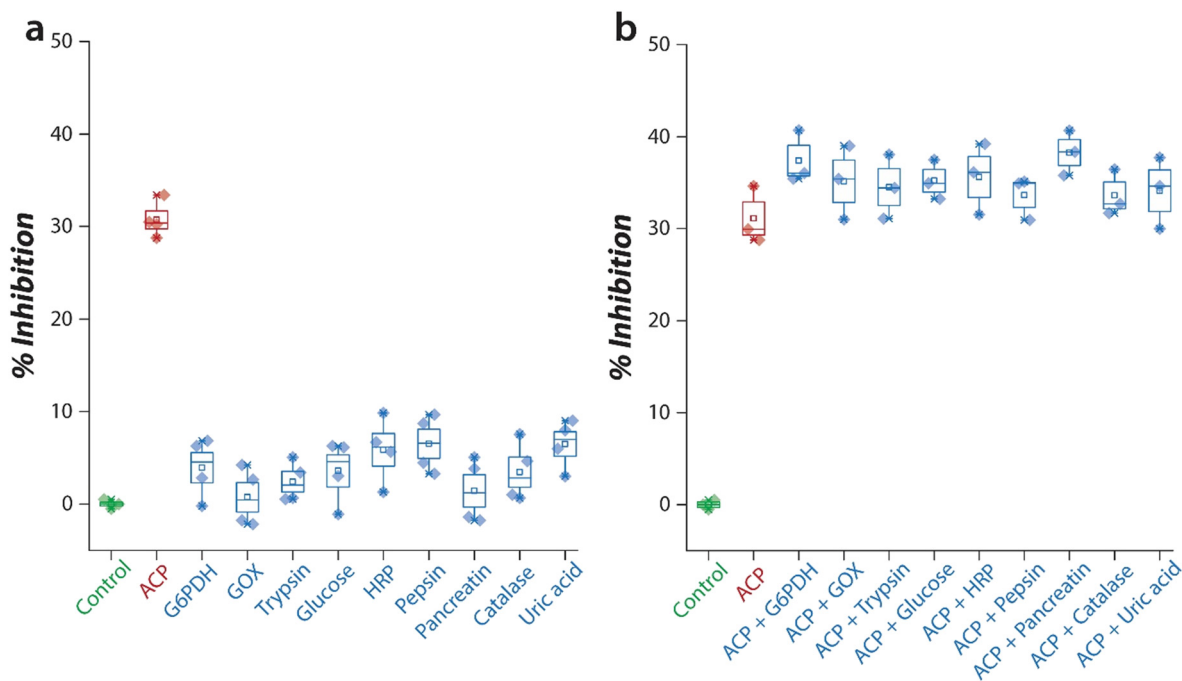 a
50
40
30
20
10
0
% Inhibition
Control
ACP
G6PDH
GOX
Trypsin
Glucose
HRP
Pepsin
Pancreatin
Catalase
Uric acid
b
50
40
30
20
10
0
% Inhibition
Control
ACP
ACP + G6PDH
ACP + GOX
ACP + Trypsin
ACP + Glucose
ACP + HRP
ACP + Pepsin
ACP + Pancreatin
ACP + Catalase
ACP + Uric acid